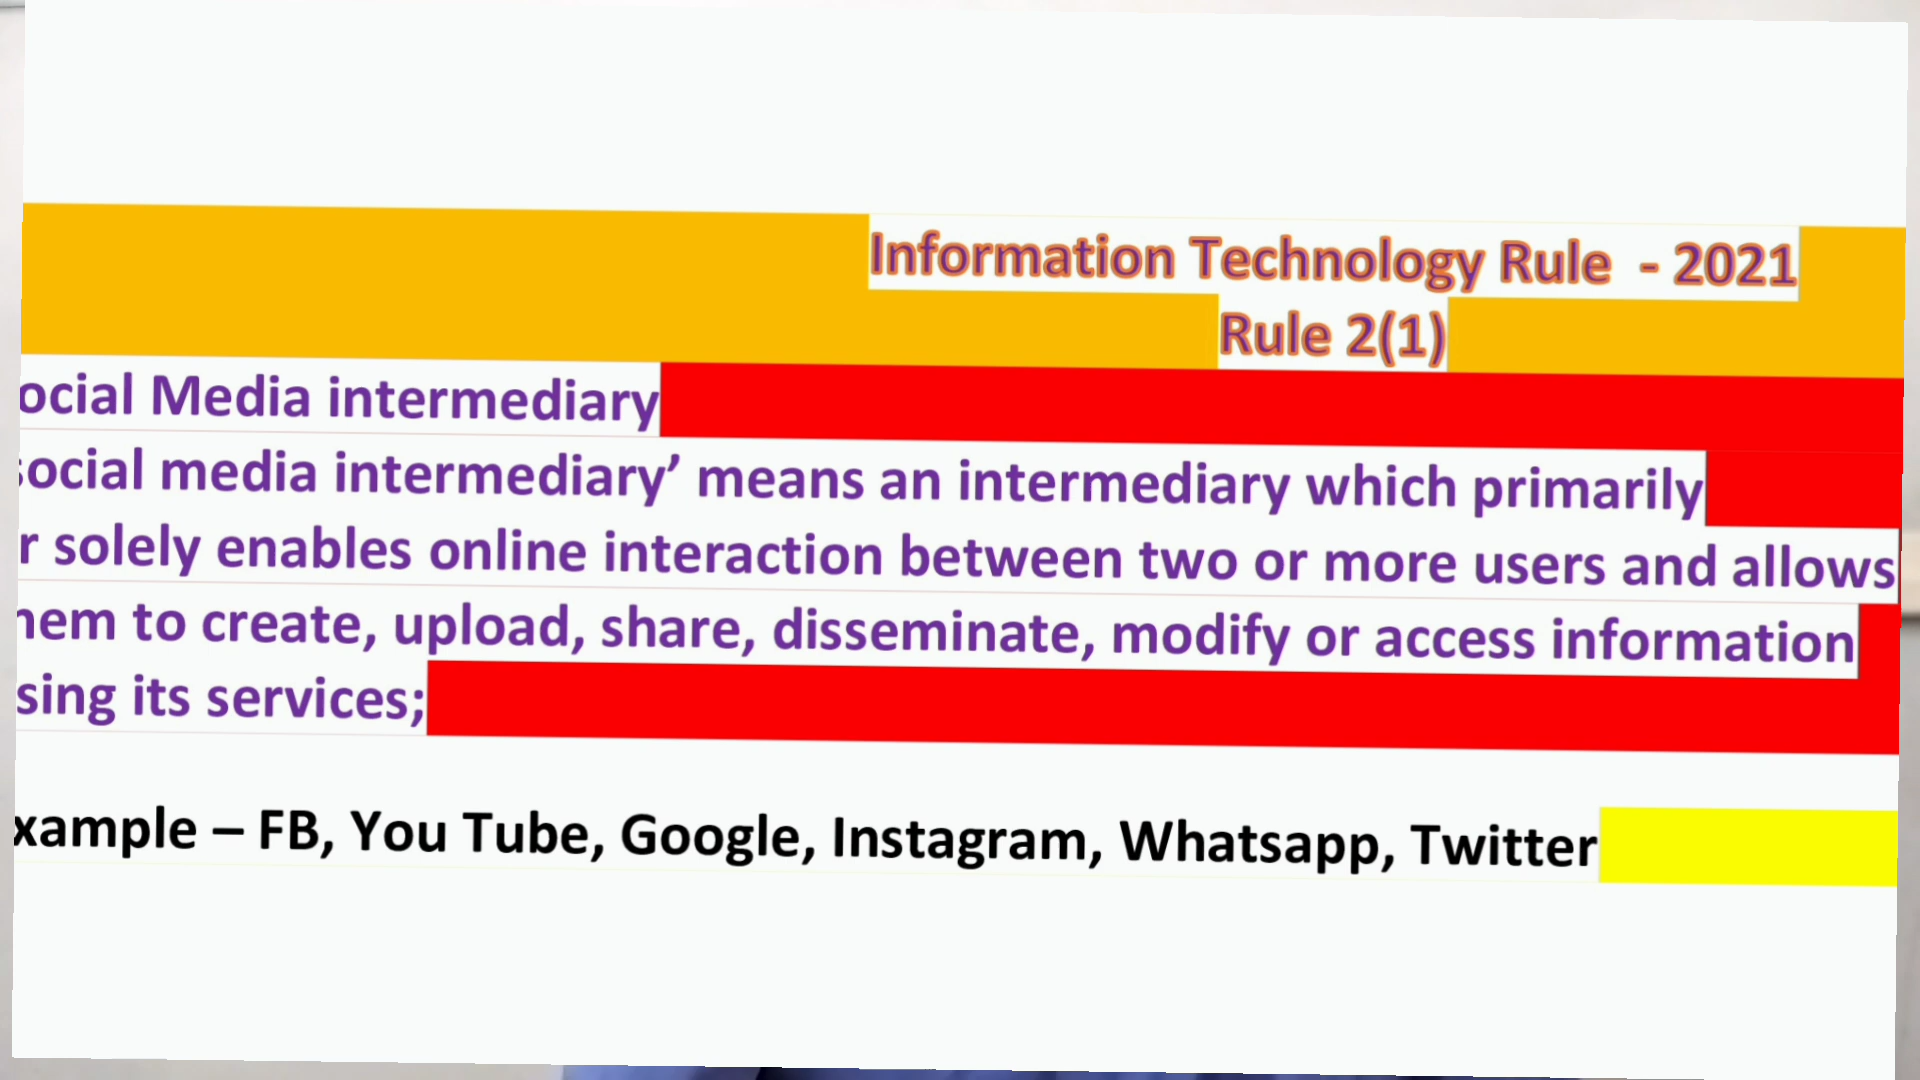 Information Technology Rule - 2021
Rule 2(1)
ocial Media intermediary
social media intermediary’ means an intermediary which primarily
r solely enables online interaction between two or more users and allows
hem to create, upload, share, disseminate, modify or access information
sing its services;
xample – FB, You Tube, Google, Instagram, Whatsapp, Twitter